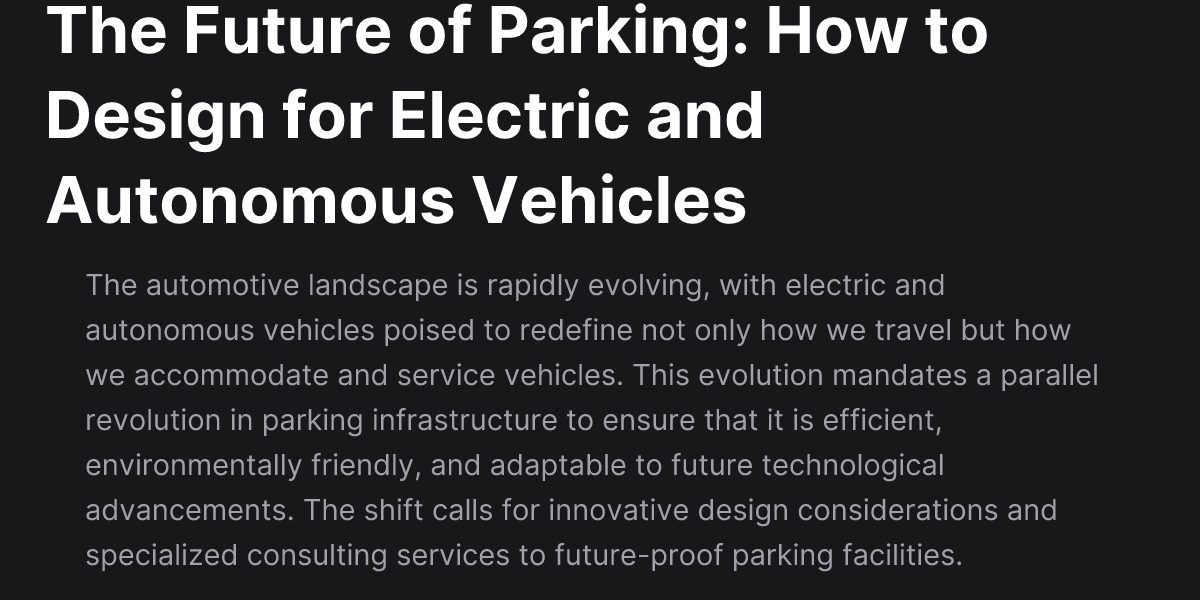 The Future of Parking: How to
Design for Electric and
Autonomous Vehicles
The automotive landscape is rapidly evolving, with electric and
autonomous vehicles poised to redefine not only how we travel but how
we accommodate and service vehicles. This evolution mandates a parallel
revolution in parking infrastructure to ensure that it is efficient,
environmentally friendly, and adaptable to future technological
advancements. The shift calls for innovative design considerations and
specialized consulting services to future-proof parking facilities.